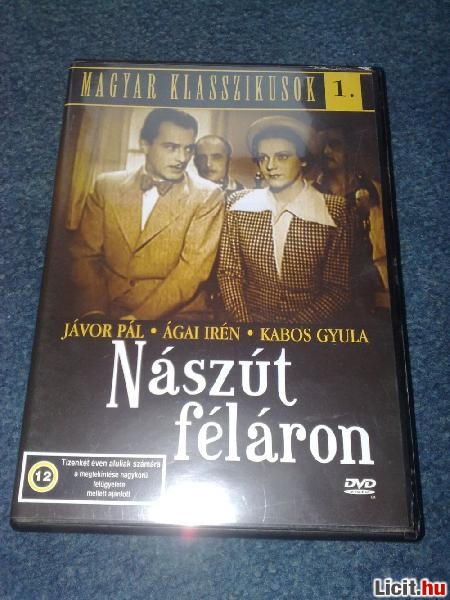 MAGYAR KLASSZIKUSOK 1.
JÁVOR PÁL • ÁGAI IRÉN • KABOS GYULA
Nászút
féláron
12
Tizenkét éven aluliak számára
a megtekintése nagykorú
felügyelete
mellett ajánlott
DVD
VIDEO
Licit.hu